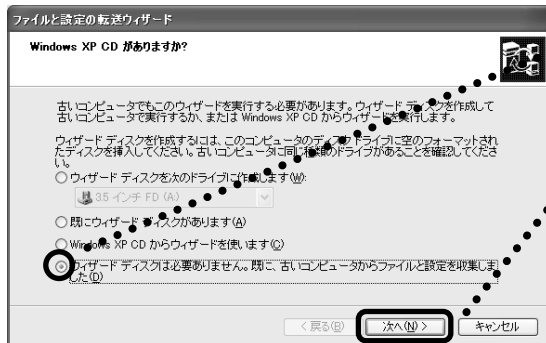 ファイルと設定の転送ウィザード
Windows XP CD がありますか?
古いコンピュータでもこのウィザードを実行する必要があります。ウィザード ディスクを作成して
古いコンピュータで実行するか、または Windows XP CD からウィザードを実行します。
ウィザード ディスクを作成するには、このコンピュータのディスク ドライブに空のフォーマットされ
たディスクを挿入してください。古いコンピュータに同じ種類のドライブがあることを確認してくださ
い。
ウィザード ディスクを次のドライブに作成します(W):
3.5 インチ FD (A:)
既にウィザード ディスクがあります(A)
Windows XP CD からウィザードを使います(C)
ウィザード ディスクは必要ありません。既に、古いコンピュータからファイルと設定を収集しま
した(D)
< 戻る(B)
次へ(N) >
キャンセル